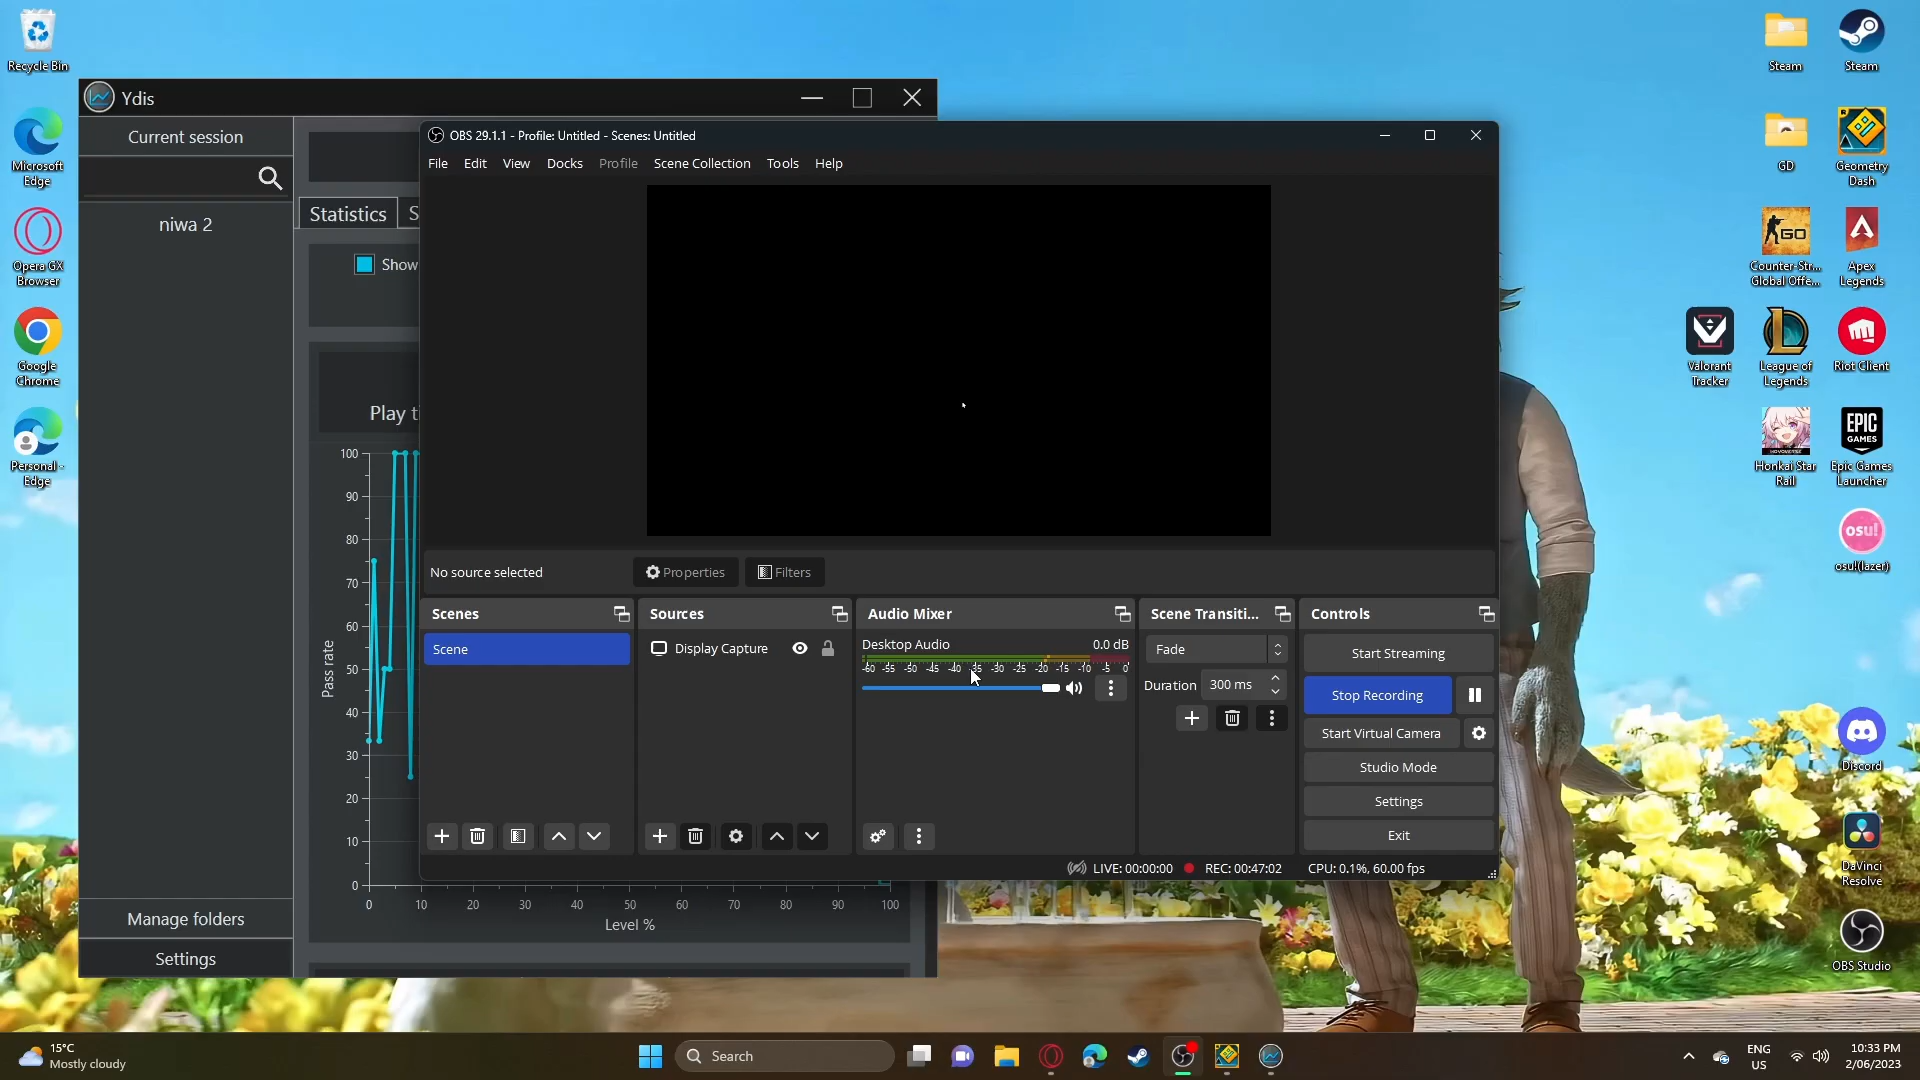 Recycle Bin
Microsoft
Edge
Opera GX
Browser
Google
Chrome
Personal -
Edge
Ydis
Current session
niwa 2
Manage folders
Settings
Statistics
S
Show
Play t
100
90
80
70
60
50
40
30
20
10
0
Pass rate
0
10
20
30
40
50
60
70
80
90
100
Level %
OBS 29.1.1 - Profile: Untitled - Scenes: Untitled
File
Edit
View
Docks
Profile
Scene Collection
Tools
Help
No source selected
Properties
Filters
Scenes
Scene
Sources
Display Capture
Audio Mixer
Desktop Audio
0.0 dB
-60 -55 -50 -45 -40 -35 -30 -25 -20 -15 -10 -5 0
Scene Transiti...
Fade
Duration
300 ms
Controls
Start Streaming
Stop Recording
Start Virtual Camera
Studio Mode
Settings
Exit
LIVE: 00:00:00
REC: 00:47:02
CPU: 0.1%, 60.00 fps
Steam
Steam
GD
Geometry
Dash
GO
Counter-Str...
Global Offe...
Apex
Legends
Valorant
Tracker
League of
Legends
Riot Client
Honkai Star
Rail
EPIC
GAMES
Epic Games
Launcher
osu!
osu!(lazer)
Discord
DaVinci
Resolve
OBS Studio
15°C
Mostly cloudy
Search
ENG
US
10:33 PM
2/06/2023